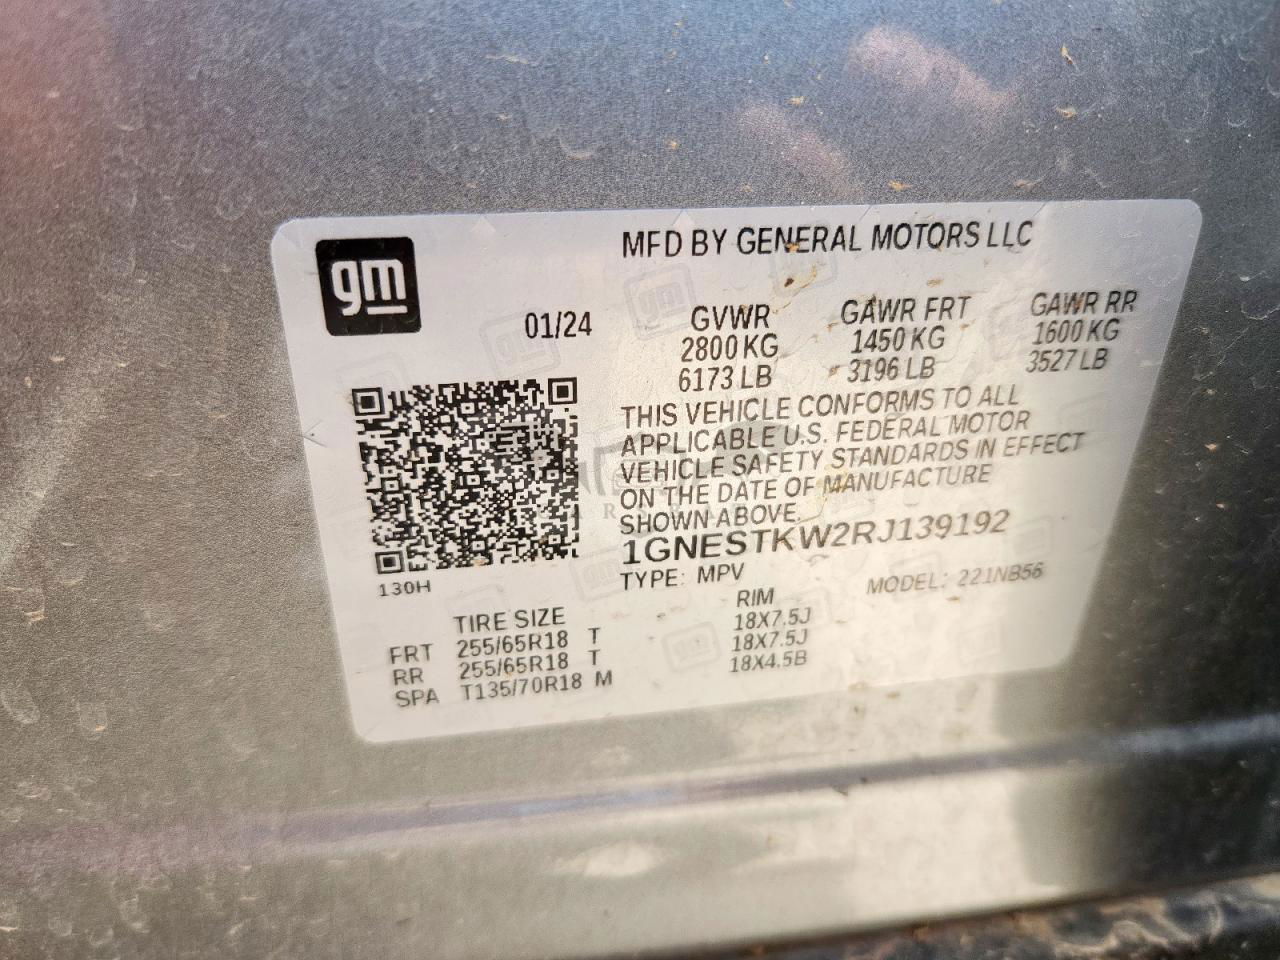 gm
MFD BY GENERAL MOTORS LLC
01/24
GVWR GAWR FRT GAWR RR
2800 KG 1450 KG 1600 KG
6173 LB 3196 LB 3527 LB
THIS VEHICLE CONFORMS TO ALL
APPLICABLE U.S. FEDERAL MOTOR
VEHICLE SAFETY STANDARDS IN EFFECT
ON THE DATE OF MANUFACTURE
SHOWN ABOVE.
1GNESTKW2RJ139192
130H
TYPE: MPV MODEL: 221NB56
TIRE SIZE RIM
FRT 255/65R18 T 18X7.5J
RR 255/65R18 T 18X7.5J
SPA T135/70R18 M 18X4.5B